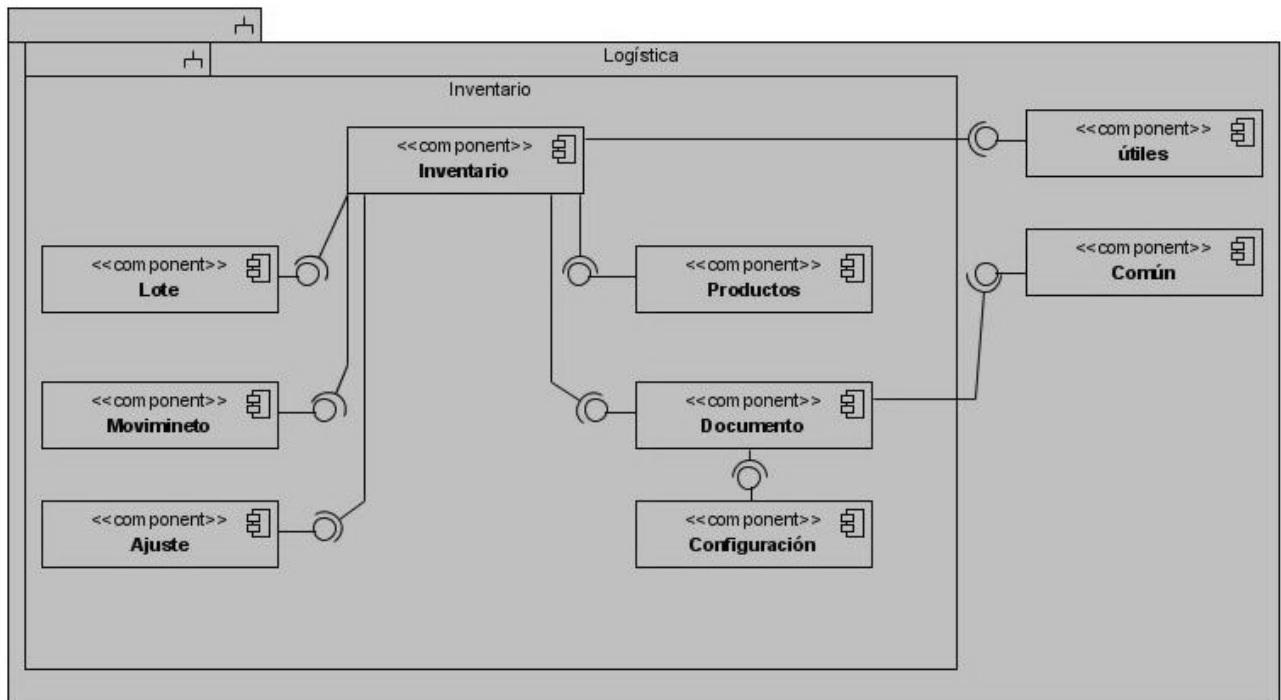 Logística
Inventario
<<component>>
Inventario
<<component>>
útiles
<<component>>
Lote
<<component>>
Productos
<<component>>
Común
<<component>>
Movimineto
<<component>>
Documento
<<component>>
Ajuste
<<component>>
Configuración